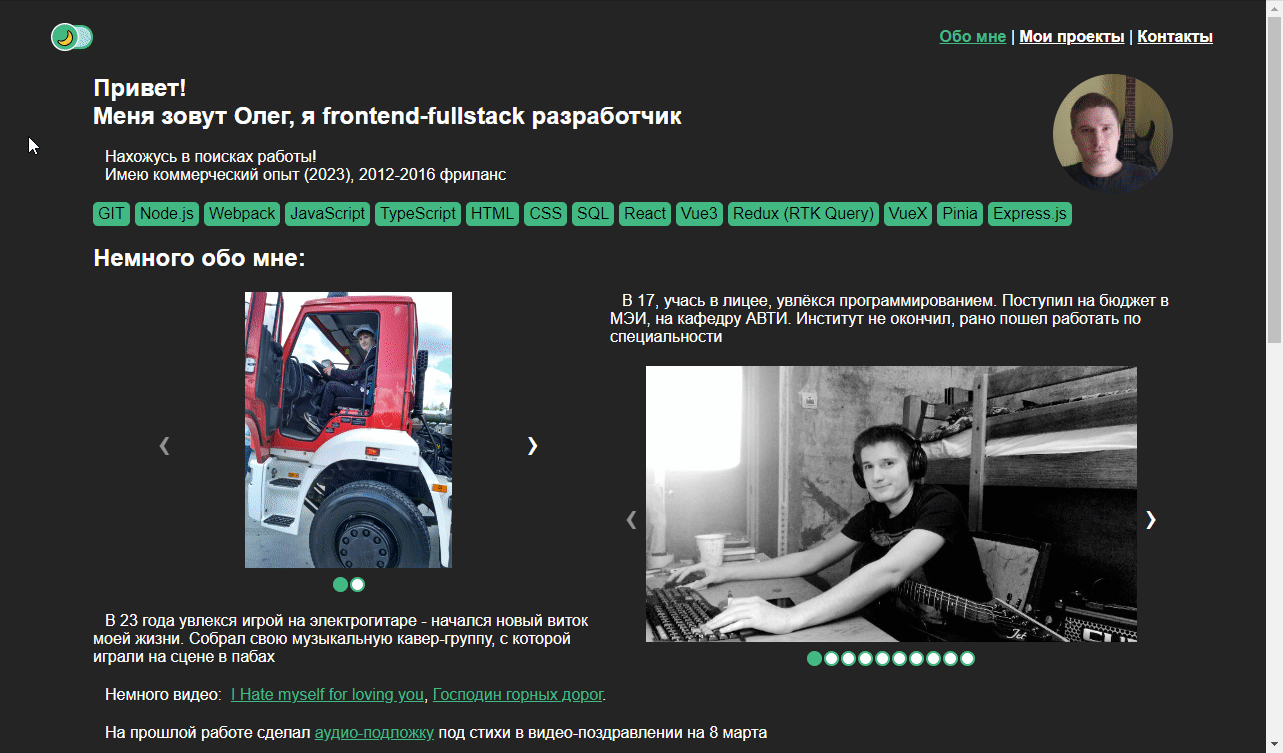 Обо мне | Мои проекты | Контакты
Привет!
Меня зовут Олег, я frontend-fullstack разработчик
Нахожусь в поисках работы!
Имею коммерческий опыт (2023), 2012-2016 фриланс
GIT Node.js Webpack JavaScript TypeScript HTML CSS SQL React Vue3 Redux (RTK Query) VueX Pinia Express.js
Немного обо мне:
В 17, учась в лицее, увлёкся программированием. Поступил на бюджет в
МЭИ, на кафедру АВТИ. Институт не окончил, рано пошел работать по
специальности
В 23 года увлекся игрой на электрогитаре - начался новый виток
моей жизни. Собрал свою музыкальную кавер-группу, с которой
играли на сцене в пабах
Немного видео: I Hate myself for loving you, Господин горных дорог.
На прошлой работе сделал аудио-подложку под стихи в видео-поздравлении на 8 марта